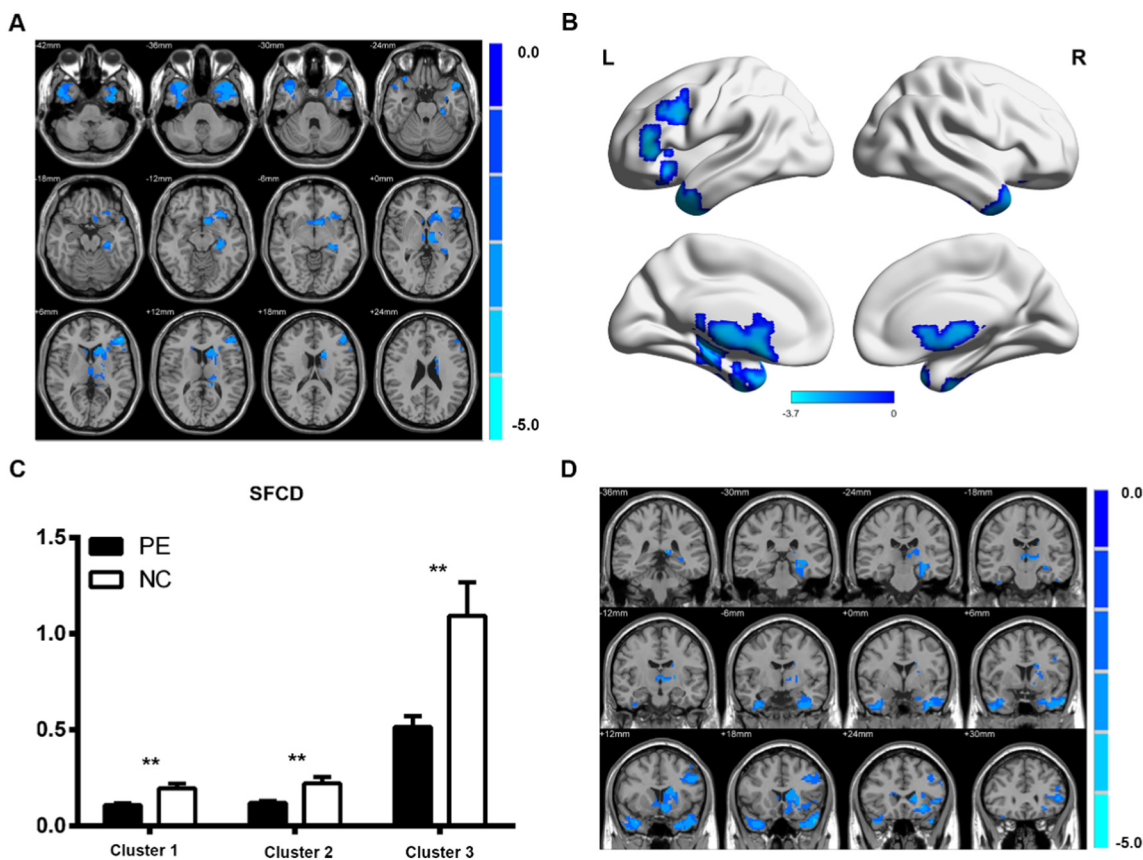 A
-42mm -36mm -30mm -24mm
-18mm -12mm -6mm +0mm
+6mm +12mm +18mm +24mm
0.0
-5.0
B
L R
-3.7 0
C
SFCD
1.5
1.0
0.5
0.0
PE
NC
** ** **
Cluster 1 Cluster 2 Cluster 3
D
-36mm -30mm -24mm -18mm
-12mm -6mm +0mm +6mm
+12mm +18mm +24mm +30mm
0.0
-5.0